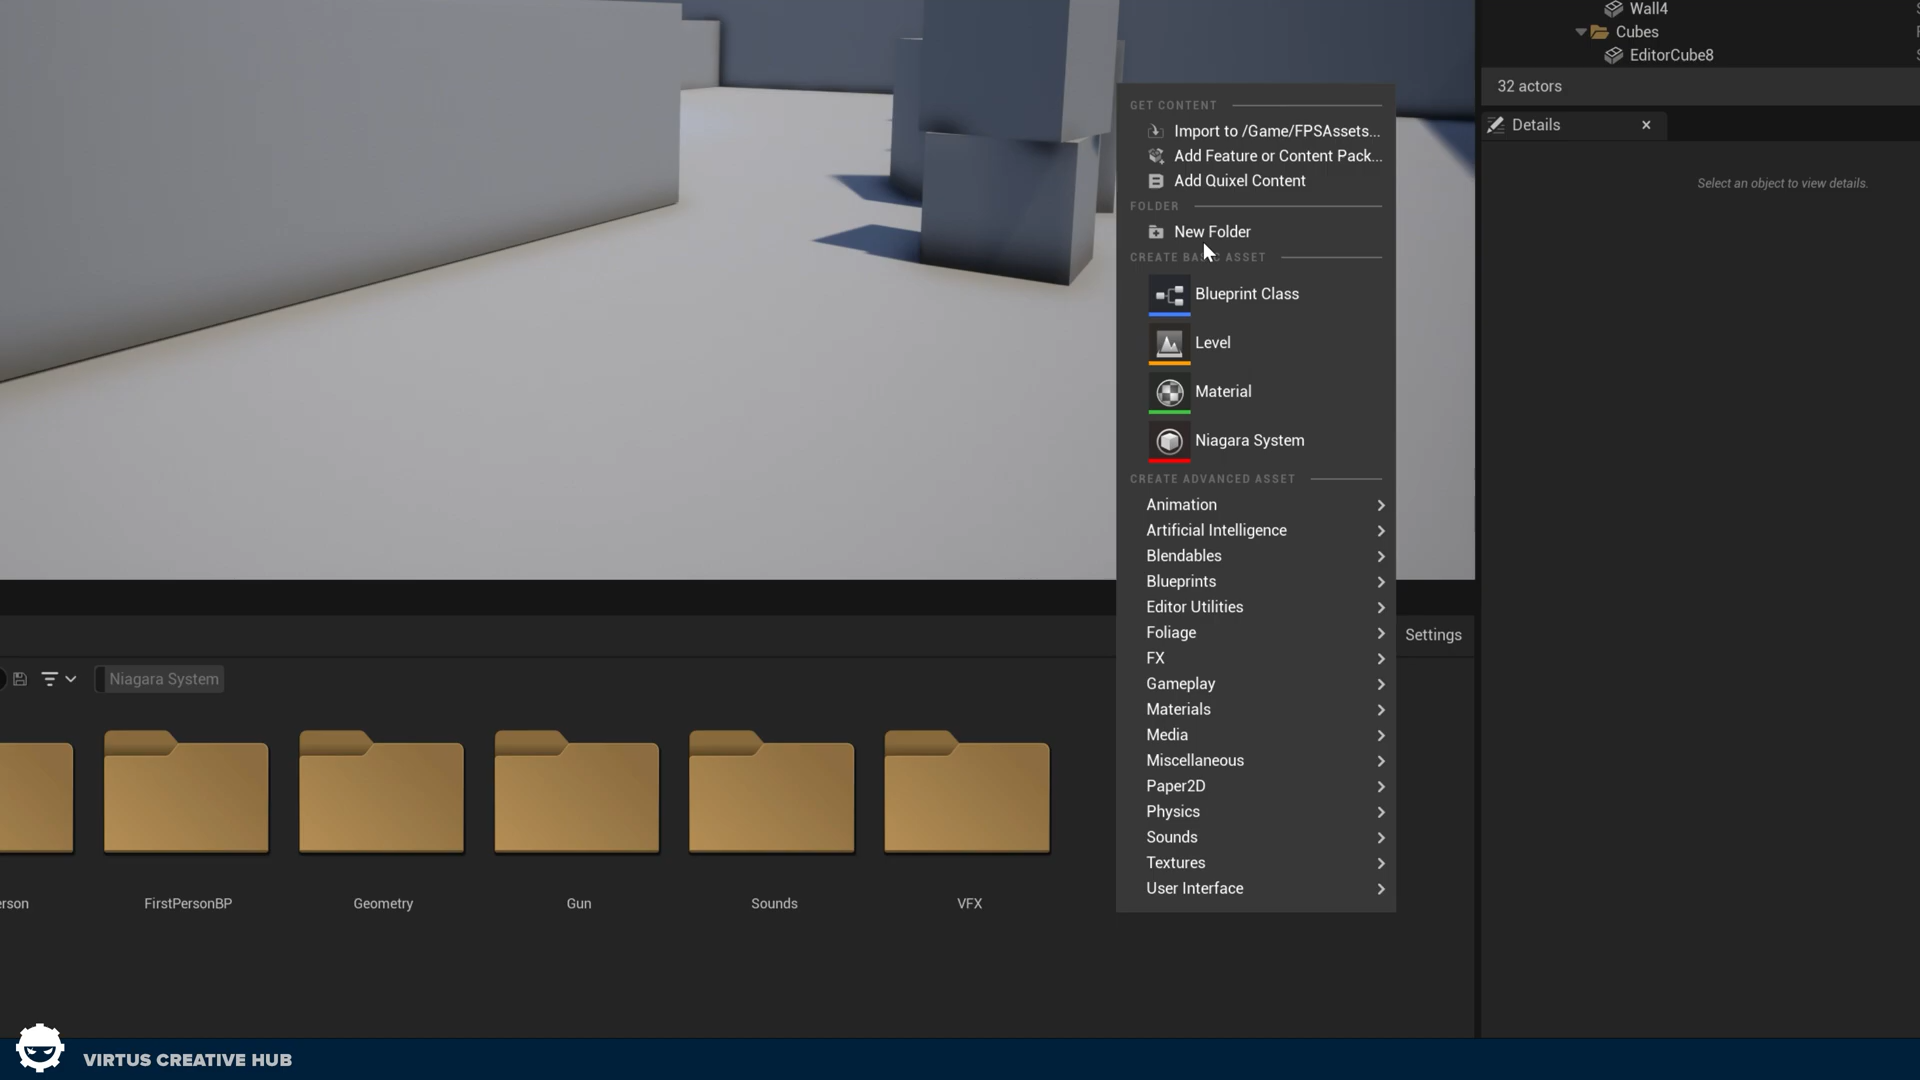 Wall4
Cubes
EditorCube8
32 actors
Details
Select an object to view details.
GET CONTENT
Import to /Game/FPSAssets...
Add Feature or Content Pack...
Add Quixel Content
FOLDER
New Folder
CREATE BASIC ASSET
Blueprint Class
Level
Material
Niagara System
CREATE ADVANCED ASSET
Animation
Artificial Intelligence
Blendables
Blueprints
Editor Utilities
Foliage
FX
Gameplay
Materials
Media
Miscellaneous
Paper2D
Physics
Sounds
Textures
User Interface
Settings
Niagara System
erson
FirstPersonBP
Geometry
Gun
Sounds
VFX
VIRTUS CREATIVE HUB